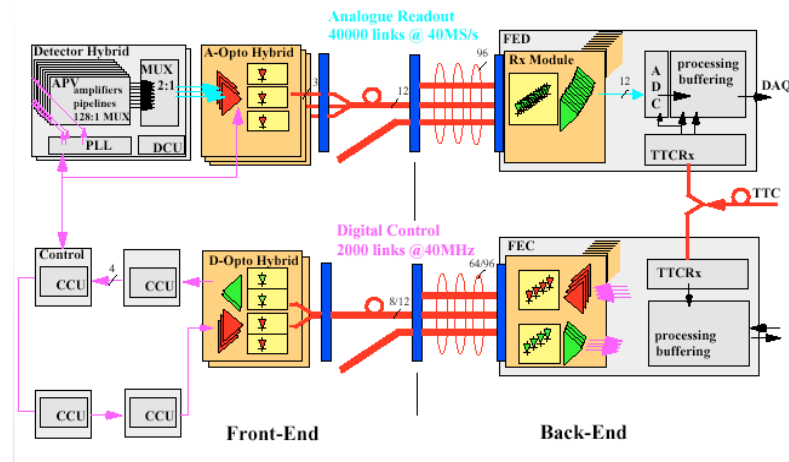 Analogue Readout
40000 links @ 40MS/s
Detector Hybrid
APV
amplifiers
pipelines
128:1 MUX
MUX
2:1
PLL
DCU
A-Opto Hybrid
3
12
96
FED
Rx Module
12
A
D
C
processing
buffering
DAQ
TTCRx
TTC
Digital Control
2000 links @40MHz
Control
CCU
4
CCU
CCU
CCU
D-Opto Hybrid
8/12
64/96
FEC
TTCRx
processing
buffering
Front-End
Back-End